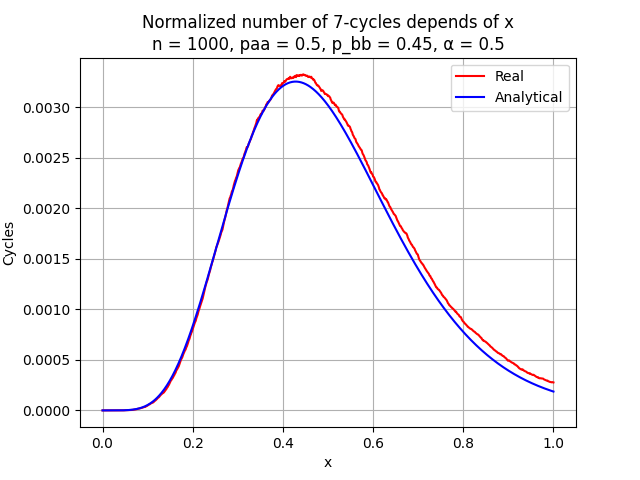 Normalized number of 7-cycles depends of x
n = 1000, paa = 0.5, p_bb = 0.45, α = 0.5
Real
Analytical
Cycles
0.0030
0.0025
0.0020
0.0015
0.0010
0.0005
0.0000
0.0 0.2 0.4 0.6 0.8 1.0
x